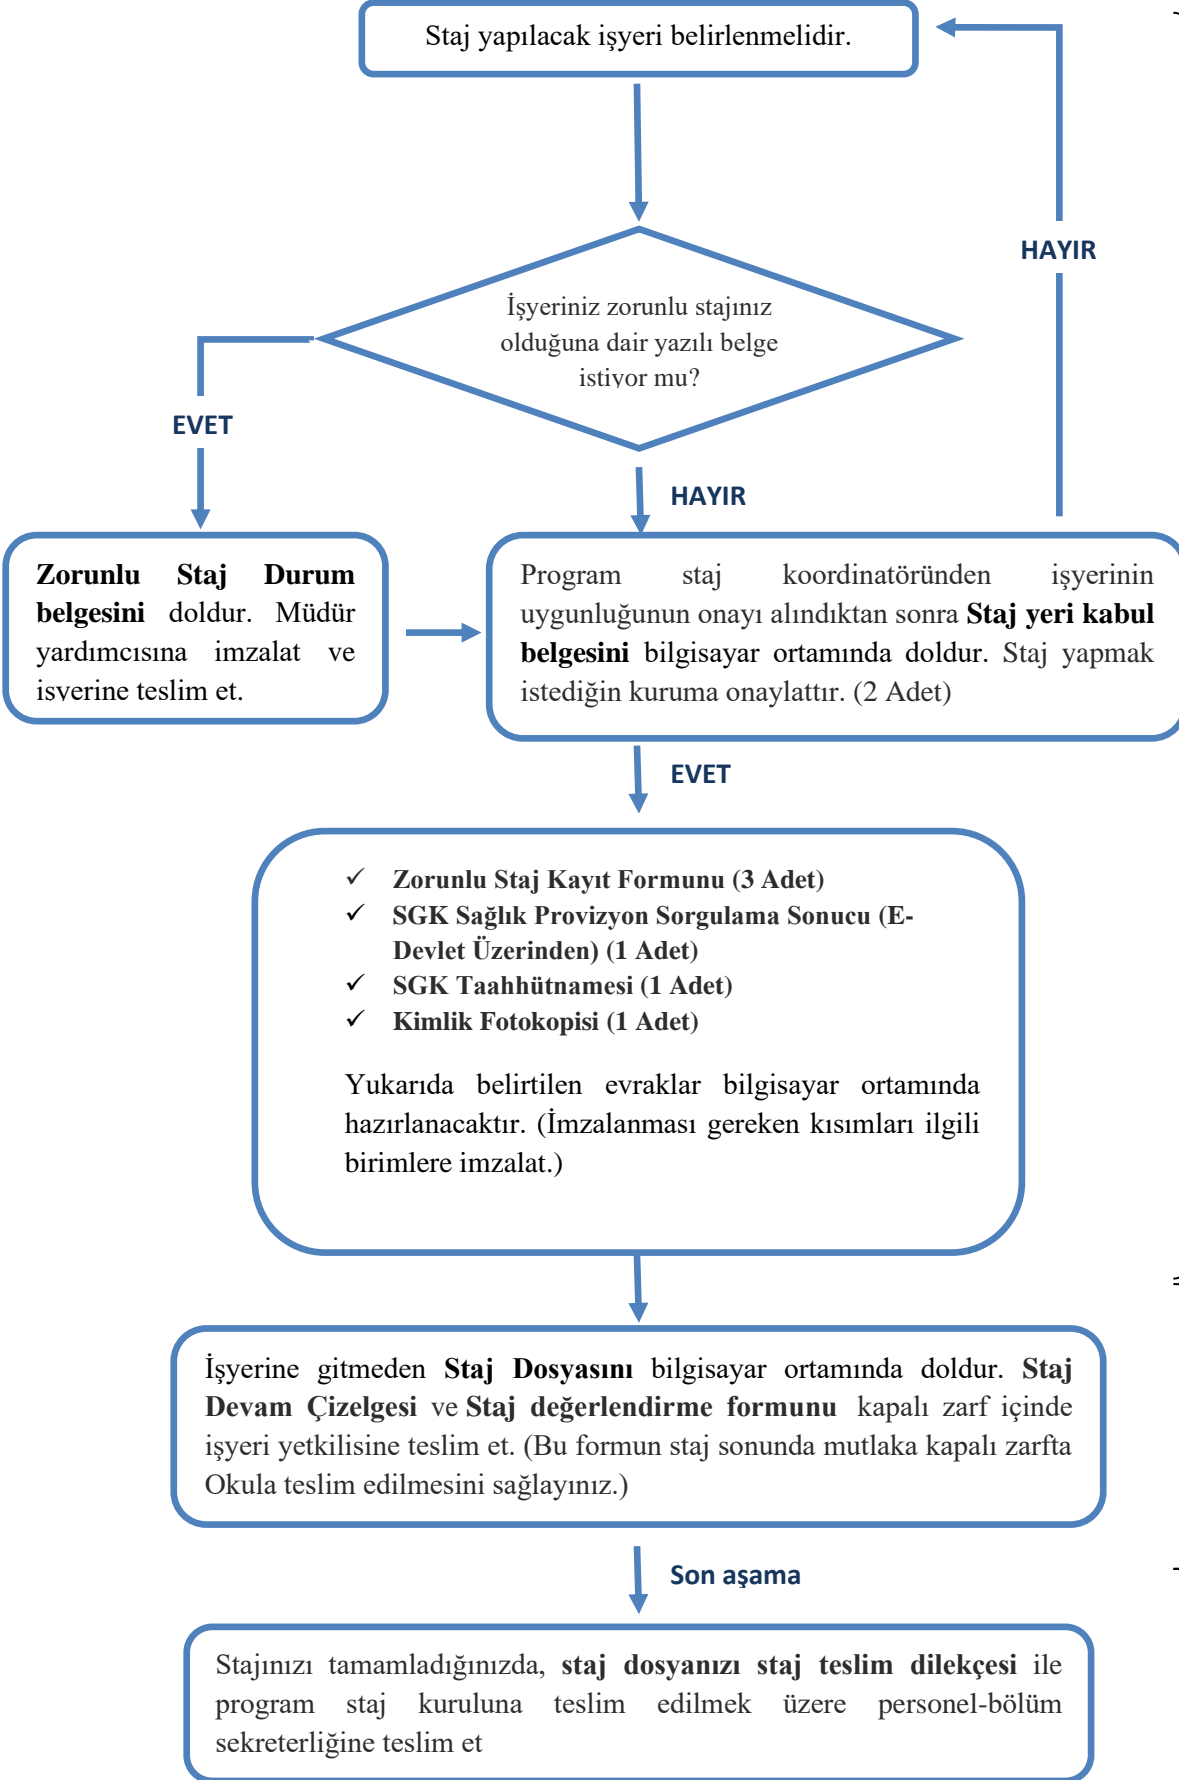 Staj yapılacak işyeri belirlenmelidir.
HAYIR
İşyeriniz zorunlu stajınız
olduğuna dair yazılı belge
istiyor mu?
EVET
HAYIR
Zorunlu Staj Durum
belgesini doldur. Müdür
yardımcısına imzalat ve
işyerine teslim et.
Program staj koordinatöründen işyerinin
uygunluğunun onayı alındıktan sonra Staj yeri kabul
belgesini bilgisayar ortamında doldur. Staj yapmak
istediğin kuruma onaylattır. (2 Adet)
EVET
✓ Zorunlu Staj Kayıt Formunu (3 Adet)
✓ SGK Sağlık Provizyon Sorgulama Sonucu (E-
Devlet Üzerinden) (1 Adet)
✓ SGK Taahhütnamesi (1 Adet)
✓ Kimlik Fotokopisi (1 Adet)
Yukarıda belirtilen evraklar bilgisayar ortamında
hazırlanacaktır. (İmzalanması gereken kısımları ilgili
birimlere imzalat.)
İşyerine gitmeden Staj Dosyasını bilgisayar ortamında doldur. Staj
Devam Çizelgesi ve Staj değerlendirme formunu kapalı zarf içinde
işyeri yetkilisine teslim et. (Bu formun staj sonunda mutlaka kapalı zarfta
Okula teslim edilmesini sağlayınız.)
Son aşama
Stajınızı tamamladığınızda, staj dosyanızı staj teslim dilekçesi ile
program staj kuruluna teslim edilmek üzere personel-bölüm
sekreterliğine teslim et